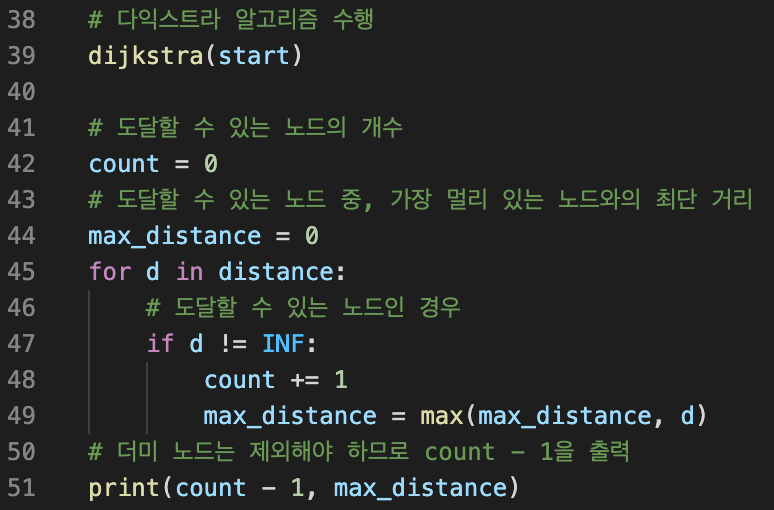 38 # 다익스트라 알고리즘 수행
39 dijkstra(start)
40
41 # 도달할 수 있는 노드의 개수
42 count = 0
43 # 도달할 수 있는 노드 중, 가장 멀리 있는 노드와의 최단 거리
44 max_distance = 0
45 for d in distance:
46     # 도달할 수 있는 노드인 경우
47     if d != INF:
48         count += 1
49         max_distance = max(max_distance, d)
50 # 더미 노드는 제외해야 하므로 count - 1을 출력
51 print(count - 1, max_distance)